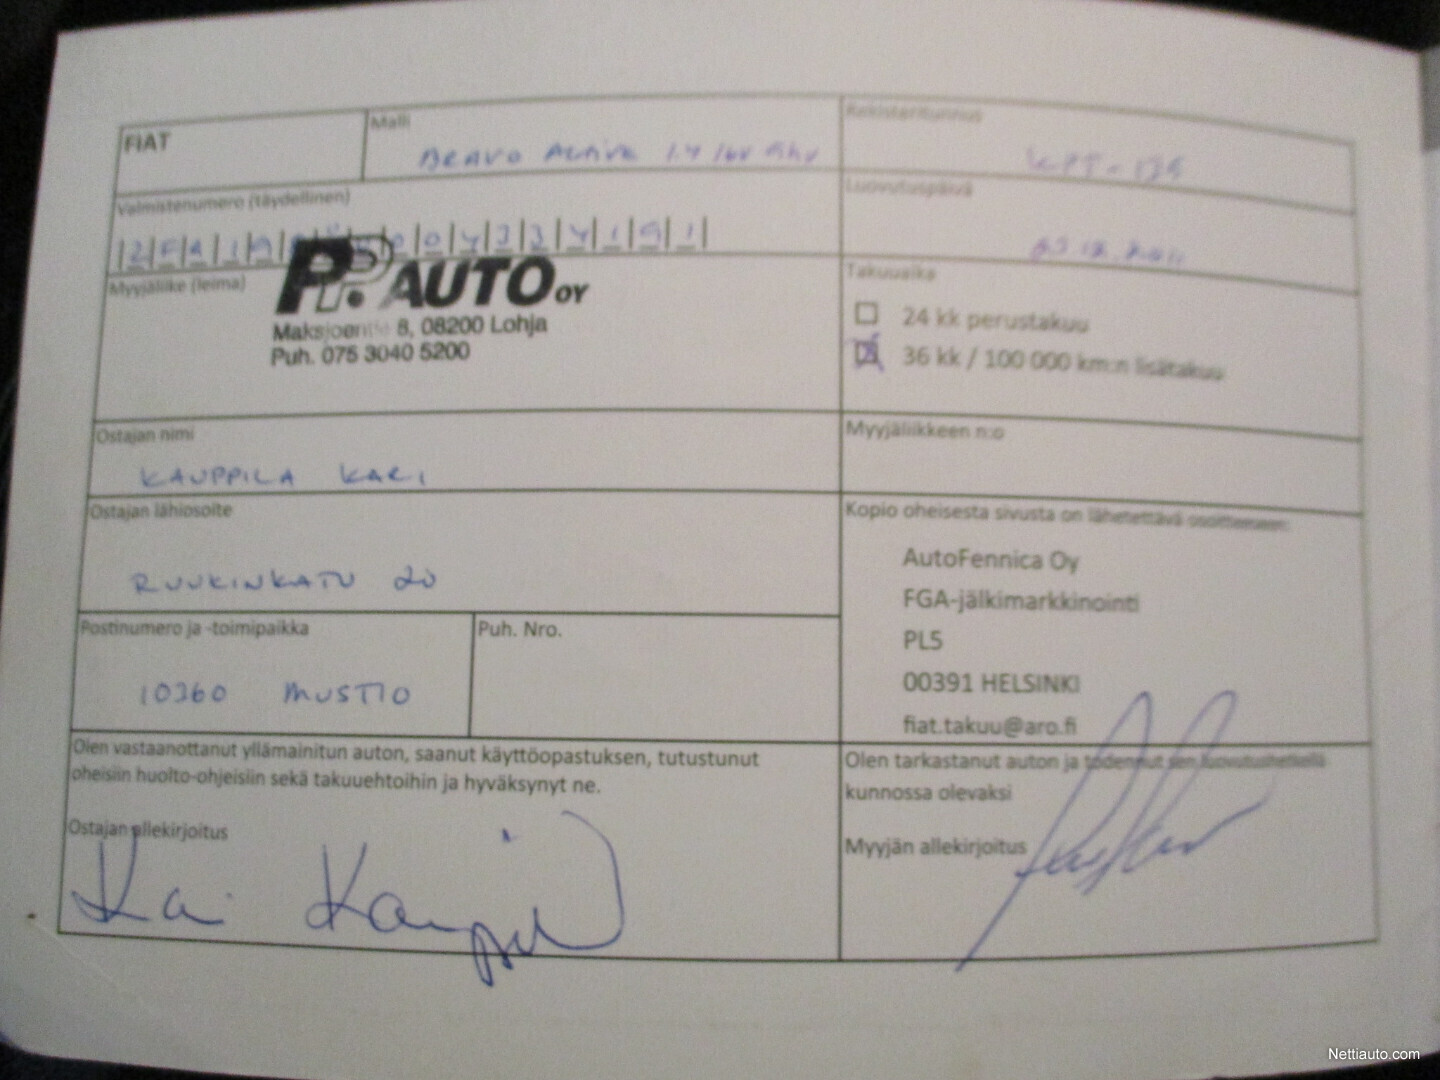 FIAT
Malli
BRAVO ACTIVE 1.4 16V 5hv
Rekisteritunnus
Valmistenumero (täydellinen)
Luovutuspäivä
Myyjäliike (leima)
PP. AUTO OY
Maksjoentie 8, 08200 Lohja
Puh. 075 3040 5200
Takuuaika
24 kk perustakuu
36 kk / 100 000 km:n lisätakuu
Ostajan nimi
KAUPPILA KARI
Myyjäliikkeen n:o
Ostajan lähiosoite
RUUKINKATU 20
Kopio oheisesta sivusta on lähetettävä osoitteeseen:
AutoFennica Oy
FGA-jälkimarkkinointi
PL5
00391 HELSINKI
fiat.takuu@aro.fi
Postinumero ja -toimipaikka
10360 MUSTIO
Puh. Nro.
Olen vastaanottanut yllämainitun auton, saanut käyttöopastuksen, tutustunut
oheisiin huolto-ohjeisiin sekä takuuehtoihin ja hyväksynyt ne.
Ostajan allekirjoitus
Olen tarkastanut auton ja todennut sen luovutushetkellä
kunnossa olevaksi
Myyjän allekirjoitus
Nettiauto.com